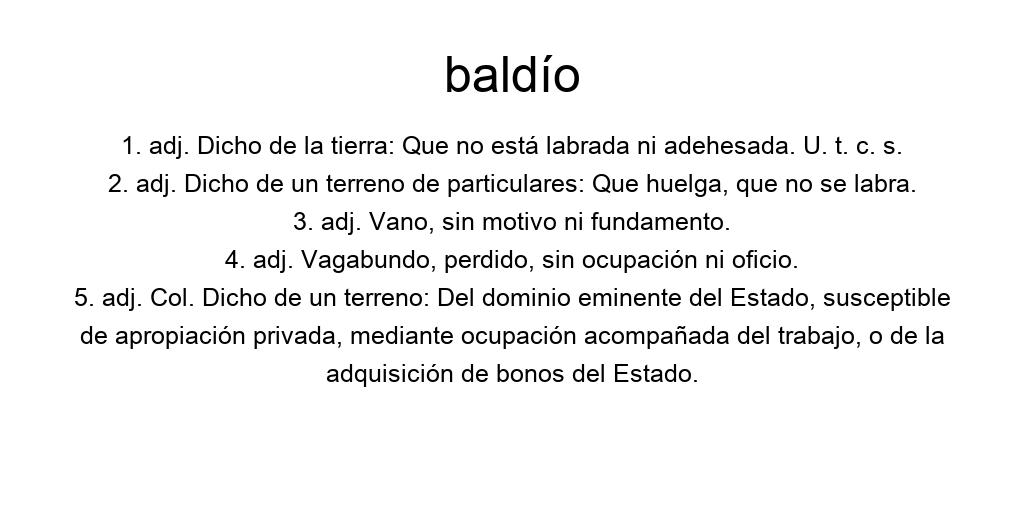 baldío
1. adj. Dicho de la tierra: Que no está labrada ni adehesada. U. t. c. s.
2. adj. Dicho de un terreno de particulares: Que huelga, que no se labra.
3. adj. Vano, sin motivo ni fundamento.
4. adj. Vagabundo, perdido, sin ocupación ni oficio.
5. adj. Col. Dicho de un terreno: Del dominio eminente del Estado, susceptible
de apropiación privada, mediante ocupación acompañada del trabajo, o de la
adquisición de bonos del Estado.